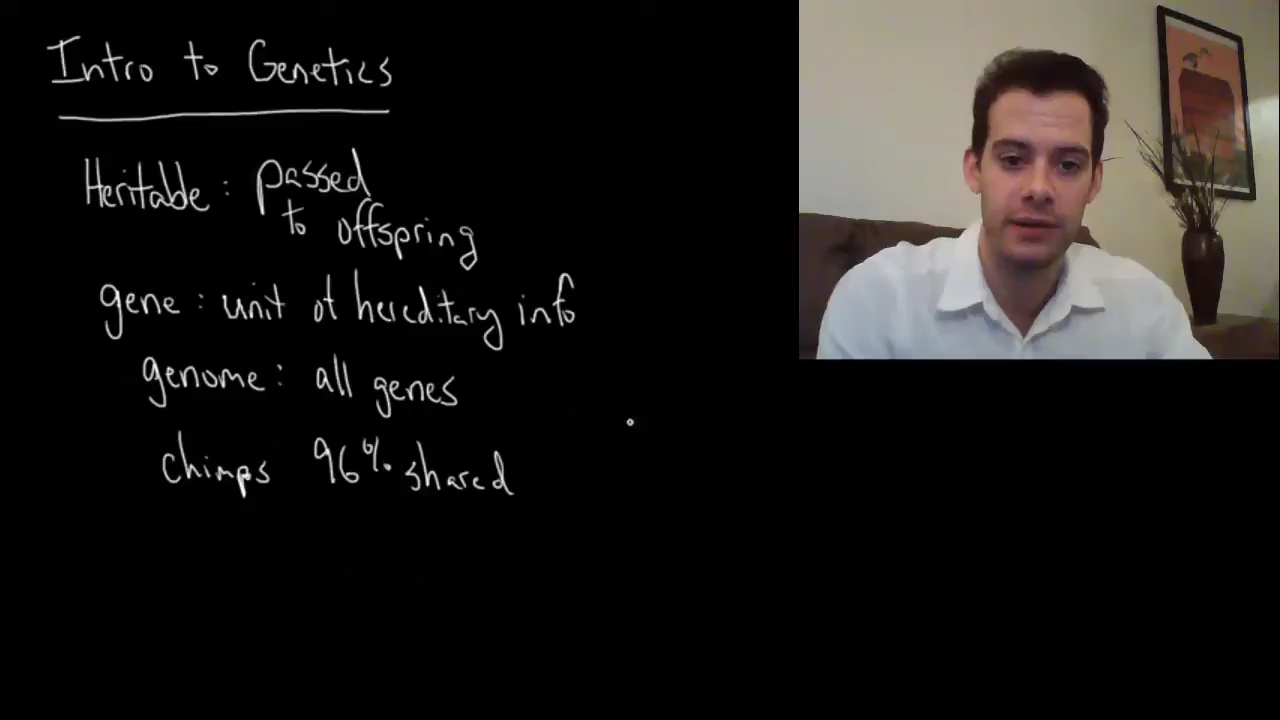 Intro to Genetics
Heritable : passed
to offspring
gene : unit of hereditary info
genome : all genes
chimps 96% shared